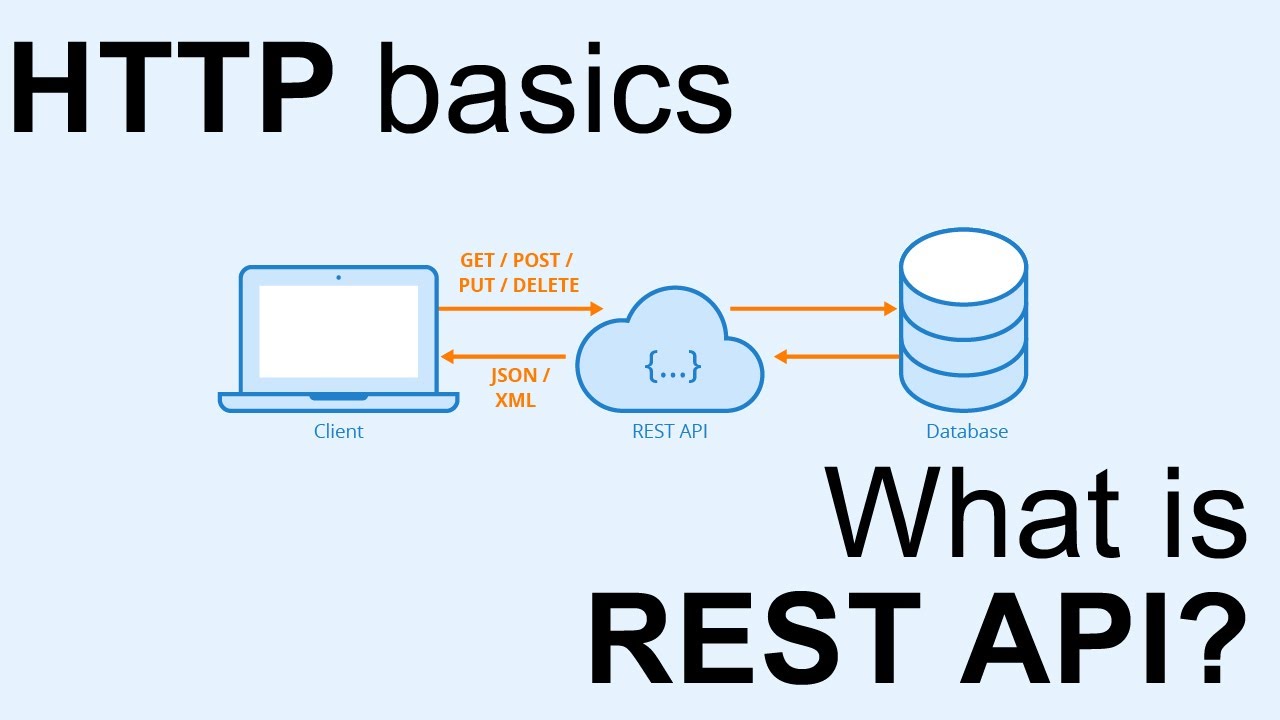 HTTP basics
GET / POST /
PUT / DELETE
{...}
JSON /
XML
Client
REST API
Database
What is
REST API?